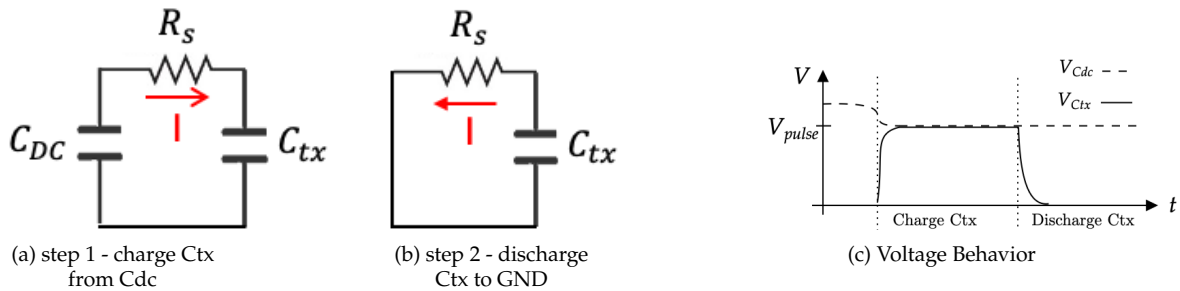 R_s
I
C_DC
C_tx
(a) step 1 - charge Ctx
from Cdc
R_s
I
C_tx
(b) step 2 - discharge
Ctx to GND
V
V_Cdc
V_Ctx
V_pulse
t
Charge Ctx
Discharge Ctx
(c) Voltage Behavior